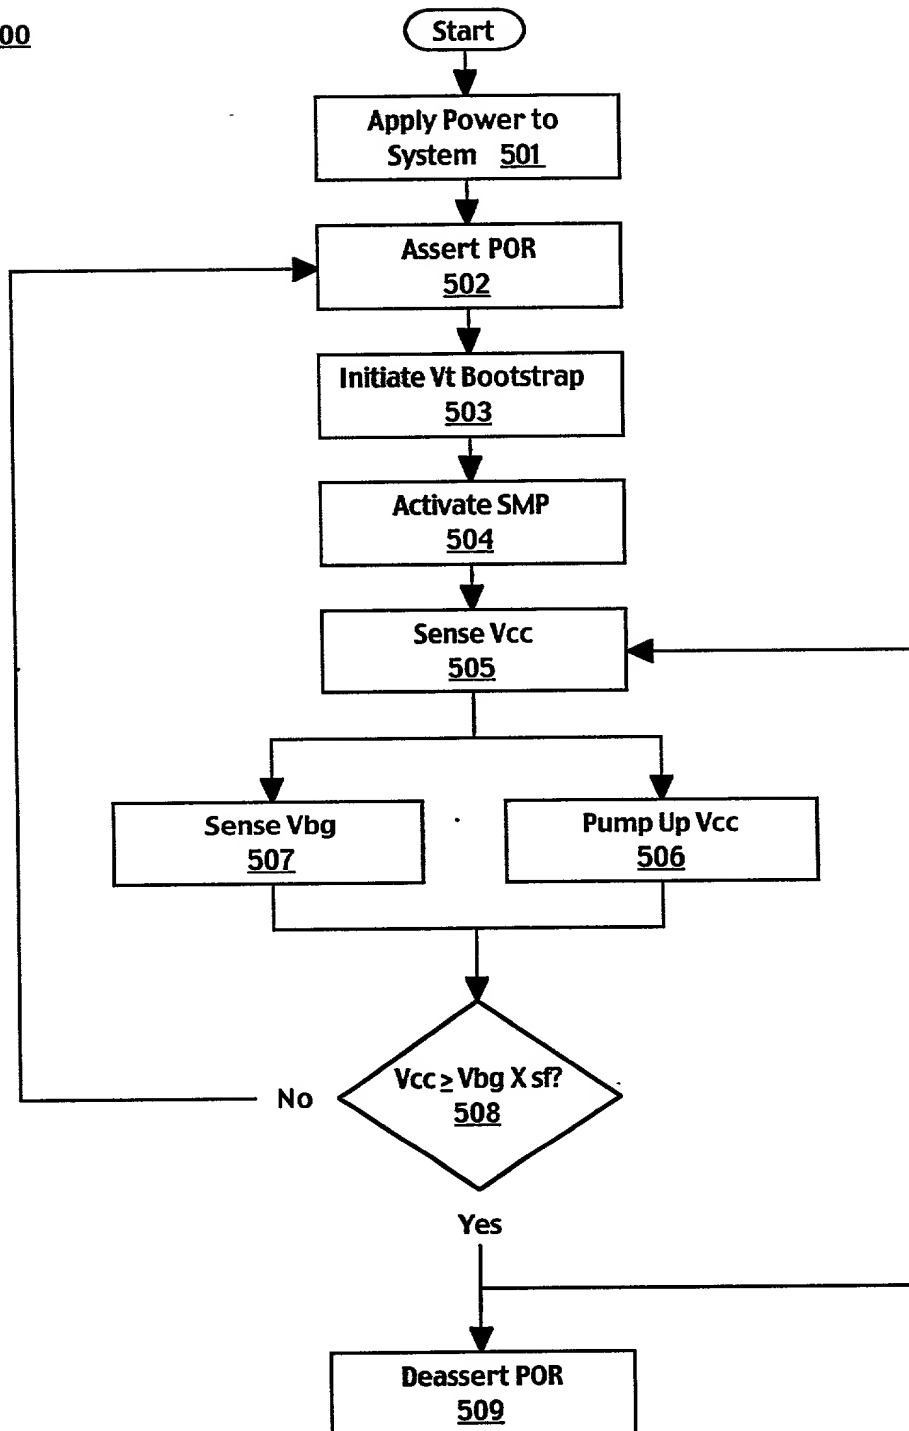 00
Start
Apply Power to
System 501
Assert POR
502
Initiate Vt Bootstrap
503
Activate SMP
504
Sense Vcc
505
Sense Vbg
507
Pump Up Vcc
506
Vcc ≥ Vbg X sf?
508
No
Yes
Deassert POR
509